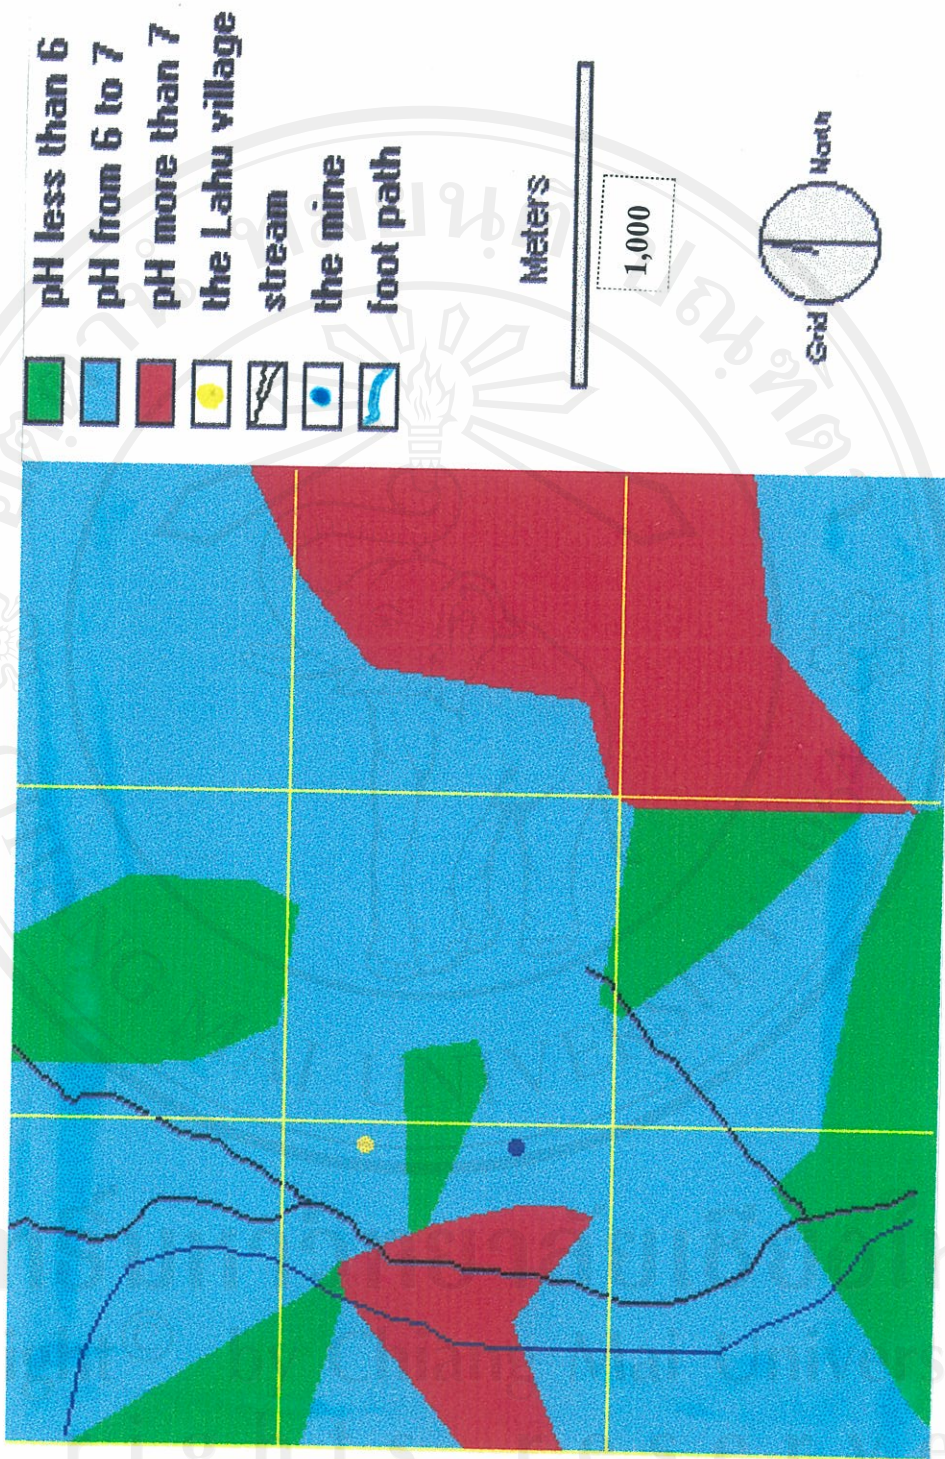 pH less than 6
pH from 6 to 7
pH more than 7
the Lahu village
stream
the mine
foot path
Meters
1,000
Grid
North